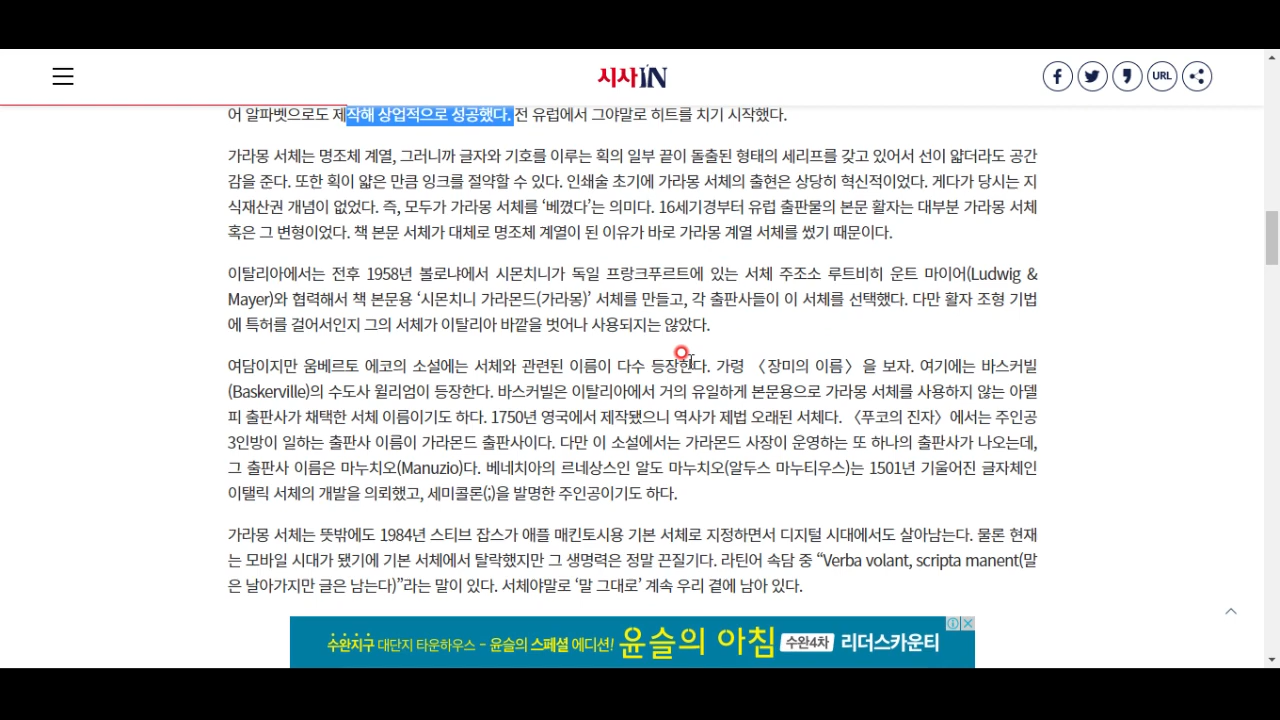 시사IN
URL
어 알파벳으로도 제작해 상업적으로 성공했다. 전 유럽에서 그야말로 히트를 치기 시작했다.
가라몽 서체는 명조체 계열, 그러니까 글자와 기호를 이루는 획의 일부 끝이 돌출된 형태의 세리프를 갖고 있어서 선이 얇더라도 공간
감을 준다. 또한 획이 얇은 만큼 잉크를 절약할 수 있다. 인쇄술 초기에 가라몽 서체의 출현은 상당히 혁신적이었다. 게다가 당시는 지
식재산권 개념이 없었다. 즉, 모두가 가라몽 서체를 ‘베꼈다’는 의미다. 16세기경부터 유럽 출판물의 본문 활자는 대부분 가라몽 서체
혹은 그 변형이었다. 책 본문 서체가 대체로 명조체 계열이 된 이유가 바로 가라몽 계열 서체를 썼기 때문이다.
이탈리아에서는 전후 1958년 볼로냐에서 시몬치니가 독일 프랑크푸르트에 있는 서체 주조소 루트비히 운트 마이어(Ludwig &
Mayer)와 협력해서 책 본문용 ‘시몬치니 가라몬드(가라몽)’ 서체를 만들고, 각 출판사들이 이 서체를 선택했다. 다만 활자 조형 기법
에 특허를 걸어서인지 그의 서체가 이탈리아 바깥을 벗어나 사용되지는 않았다.
여담이지만 움베르토 에코의 소설에는 서체와 관련된 이름이 다수 등장한다. 가령 〈장미의 이름〉을 보자. 여기에는 바스커빌
(Baskerville)의 수도사 윌리엄이 등장한다. 바스커빌은 이탈리아에서 거의 유일하게 본문용으로 가라몽 서체를 사용하지 않는 아델
피 출판사가 채택한 서체 이름이기도 하다. 1750년 영국에서 제작됐으니 역사가 제법 오래된 서체다. 〈푸코의 진자〉에서는 주인공
3인방이 일하는 출판사 이름이 가라몬드 출판사이다. 다만 이 소설에서는 가라몬드 사장이 운영하는 또 하나의 출판사가 나오는데,
그 출판사 이름은 마누치오(Manuzio)다. 베네치아의 르네상스인 알도 마누치오(알두스 마누티우스)는 1501년 기울어진 글자체인
이탤릭 서체의 개발을 의뢰했고, 세미콜론(;)을 발명한 주인공이기도 하다.
가라몽 서체는 뜻밖에도 1984년 스티브 잡스가 애플 매킨토시용 기본 서체로 지정하면서 디지털 시대에서도 살아남는다. 물론 현재
는 모바일 시대가 됐기에 기본 서체에서 탈락했지만 그 생명력은 정말 끈질기다. 라틴어 속담 중 “Verba volant, scripta manent(말
은 날아가지만 글은 남는다)”라는 말이 있다. 서체야말로 ‘말 그대로’ 계속 우리 곁에 남아 있다.
수완지구 대단지 타운하우스 - 윤슬의 스페셜 에디션! 윤슬의 아침 수완4차 리더스카운티